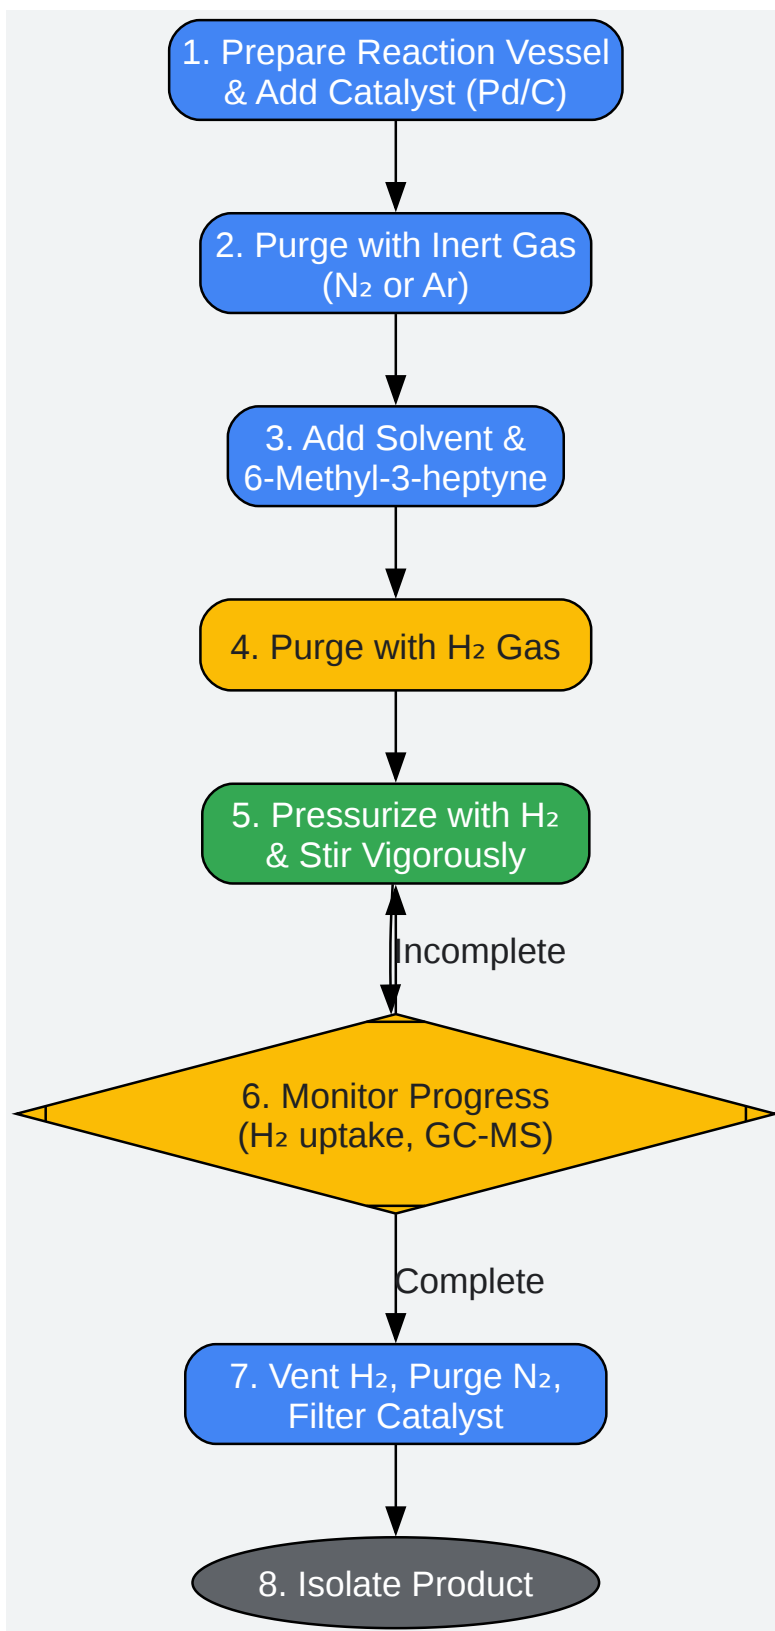 1. Prepare Reaction Vessel
& Add Catalyst (Pd/C)
2. Purge with Inert Gas
(N₂ or Ar)
3. Add Solvent &
6-Methyl-3-heptyne
4. Purge with H₂ Gas
5. Pressurize with H₂
& Stir Vigorously
Incomplete
6. Monitor Progress
(H₂ uptake, GC-MS)
Complete
7. Vent H₂, Purge N₂,
Filter Catalyst
8. Isolate Product